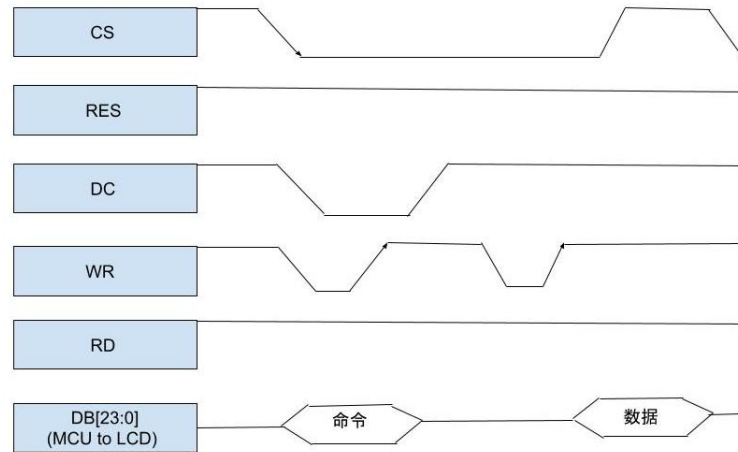 CS
RES
DC
WR
RD
DB[23:0]
(MCU to LCD)
命令
数据